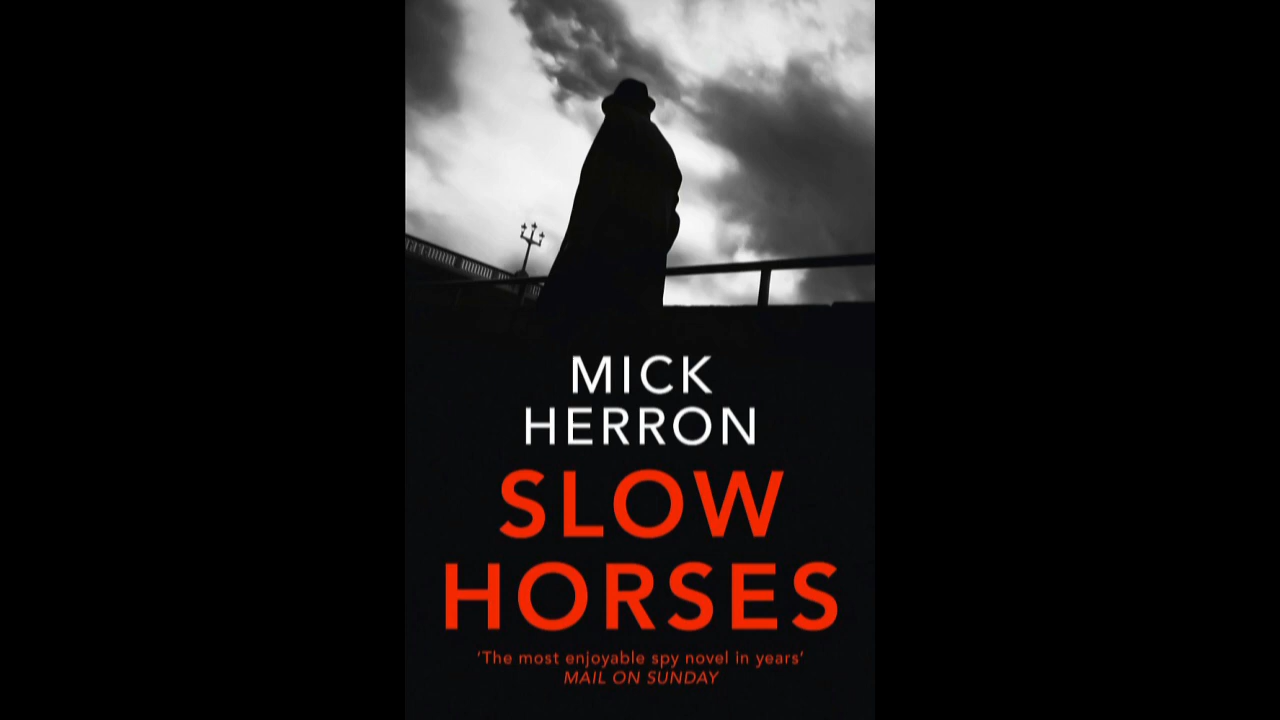 MICK
HERRON
SLOW
HORSES
‘The most enjoyable spy novel in years’
MAIL ON SUNDAY